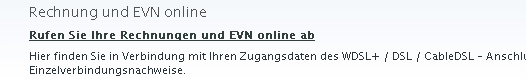 Rechnung und EVN online
Rufen Sie Ihre Rechnungen und EVN online ab
Hier finden Sie in Verbindung mit Ihren Zugangsdaten des WDSL+ / DSL / CableDSL – Anschlu
Einzelverbindungsnachweise.